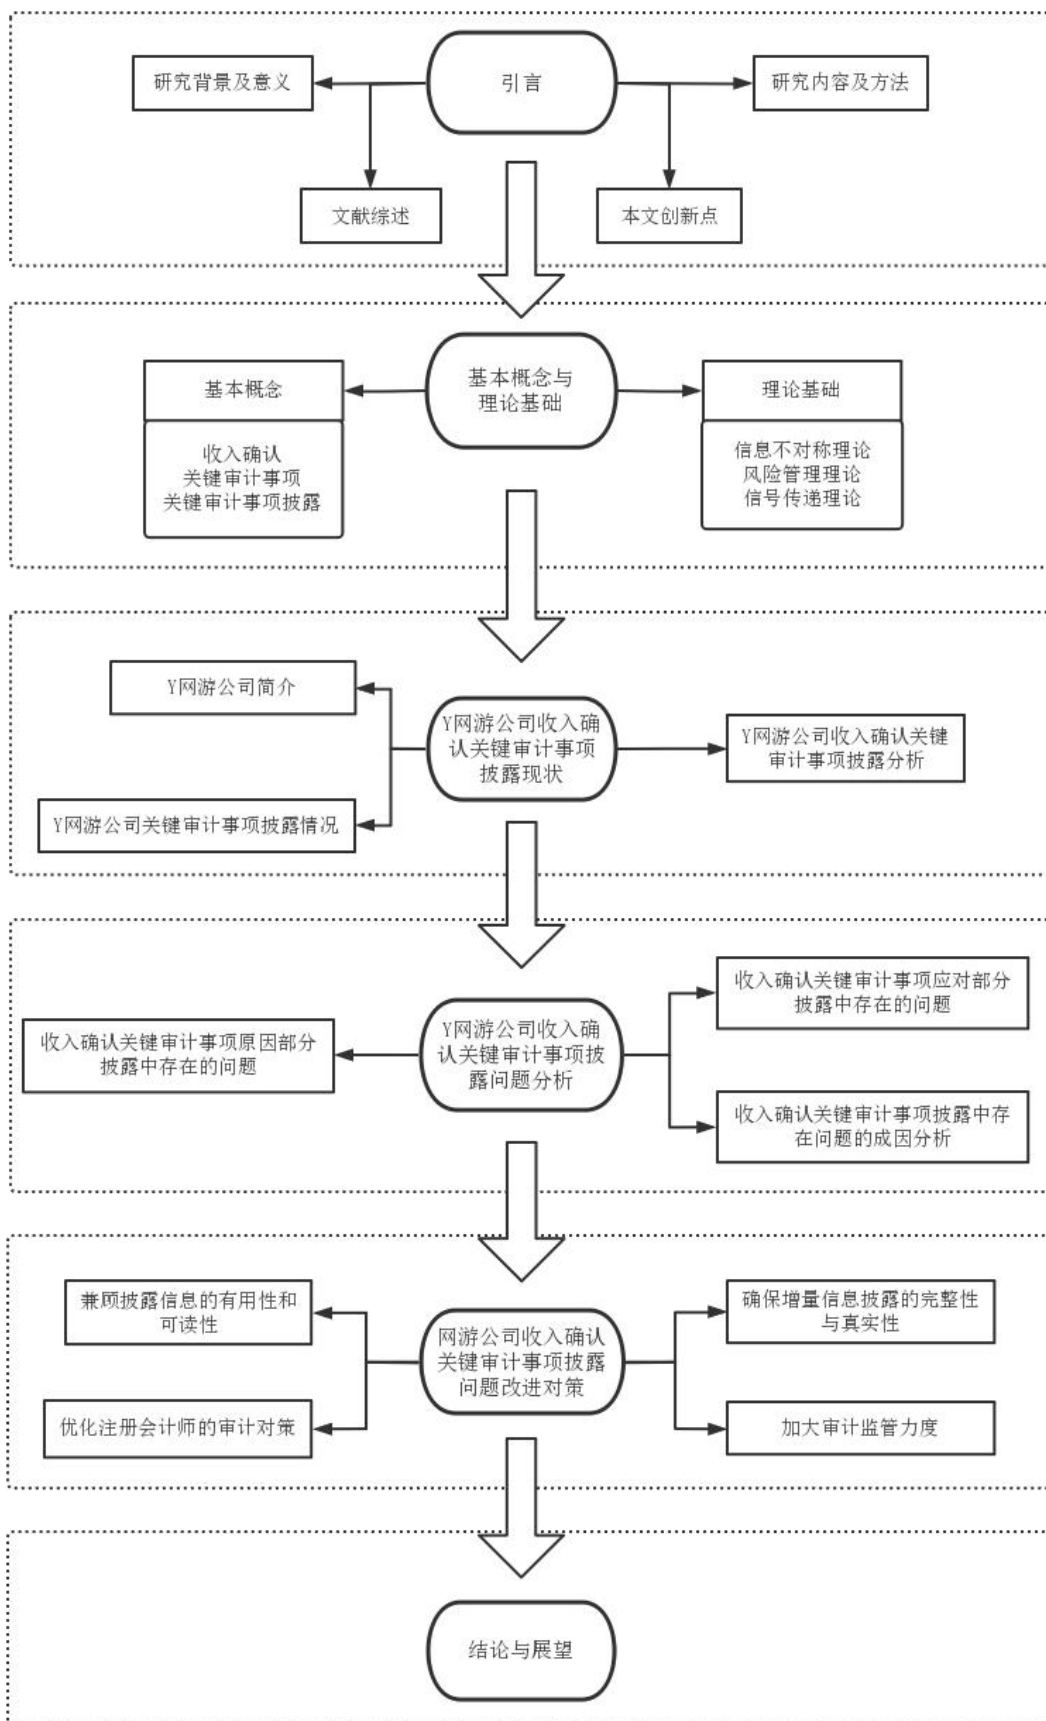 引言
研究背景及意义
研究内容及方法
文献综述
本文创新点
基本概念与
理论基础
基本概念
收入确认
关键审计事项
关键审计事项披露
理论基础
信息不对称理论
风险管理理论
信号传递理论
Y网游公司收入确
认关键审计事项
披露现状
Y网游公司简介
Y网游公司关键审计事项披露情况
Y网游公司收入确认关键
审计事项披露分析
Y网游公司收入确
认关键审计事项披
露问题分析
收入确认关键审计事项原因部分
披露中存在的问题
收入确认关键审计事项应对部分
披露中存在的问题
收入确认关键审计事项披露中存
在问题的成因分析
网游公司收入确认
关键审计事项披露
问题改进对策
兼顾披露信息的有用性和
可读性
优化注册会计师的审计对策
确保增量信息披露的完整性
与真实性
加大审计监管力度
结论与展望